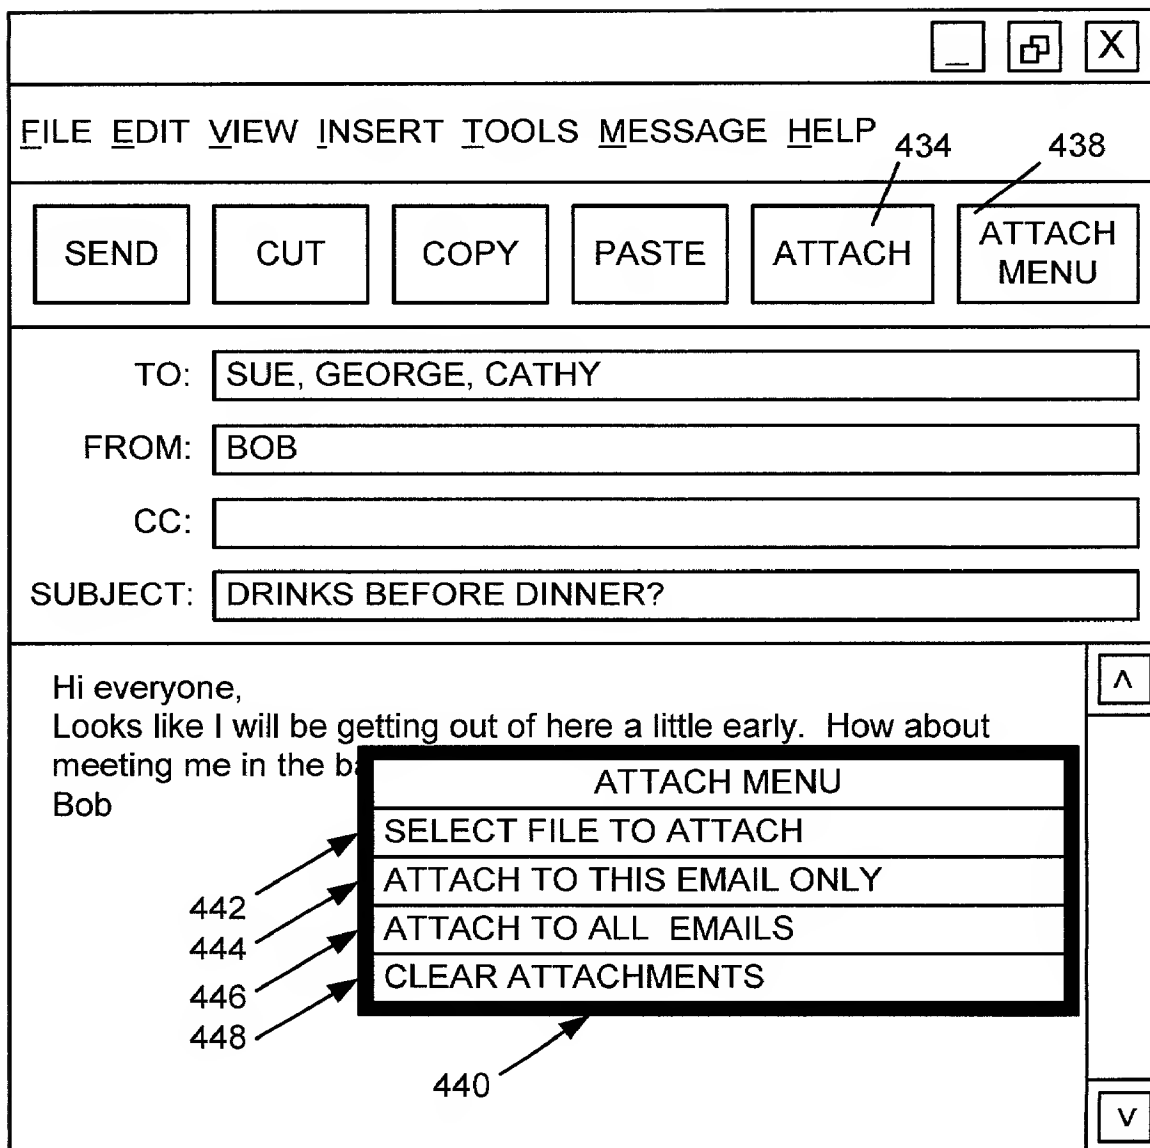 _ X
FILE EDIT VIEW INSERT TOOLS MESSAGE HELP
434 438
SEND CUT COPY PASTE ATTACH ATTACH MENU
TO: SUE, GEORGE, CATHY
FROM: BOB
CC:
SUBJECT: DRINKS BEFORE DINNER?
Hi everyone,
Looks like I will be getting out of here a little early. How about
meeting me in the
Bob
ATTACH MENU
SELECT FILE TO ATTACH
442
ATTACH TO THIS EMAIL ONLY
444
ATTACH TO ALL EMAILS
446
CLEAR ATTACHMENTS
448
440